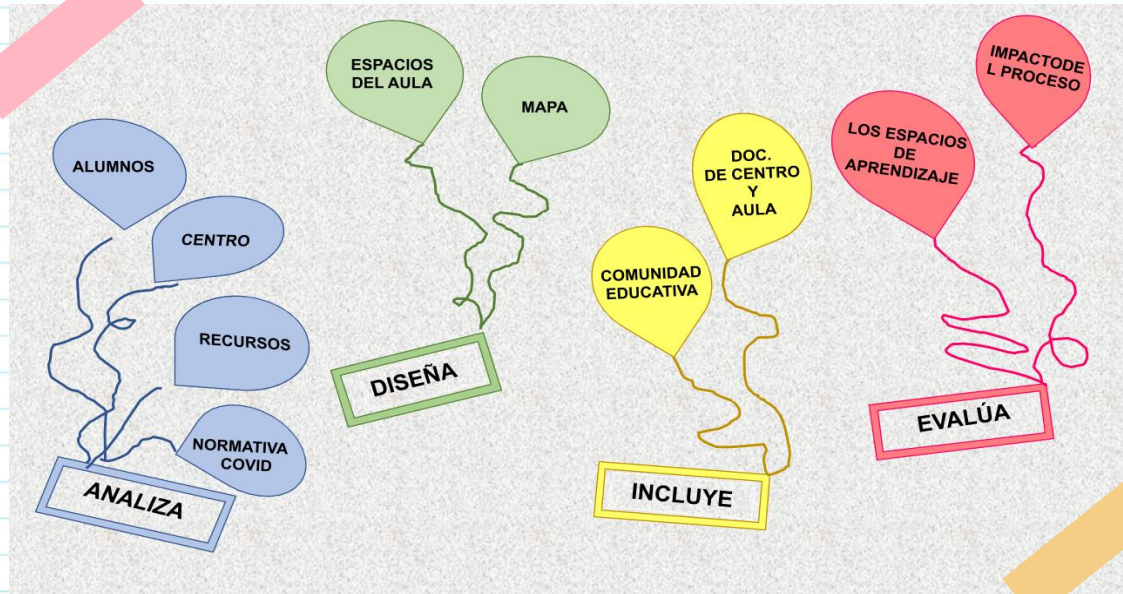 ALUMNOS
CENTRO
RECURSOS
NORMATIVA
COVID
ANALIZA
ESPACIOS
DEL AULA
MAPA
DISEÑA
DOC.
DE CENTRO
Y
AULA
COMUNIDAD
EDUCATIVA
INCLUYE
IMPACTODE
L PROCESO
LOS ESPACIOS
DE
APRENDIZAJE
EVALÚA